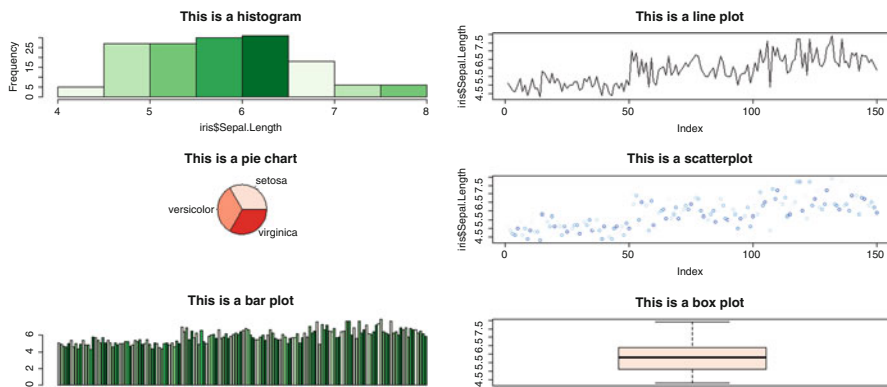 This is a histogram
Frequency
0 5 15 25
4 5 6 7 8
iris$Sepal.Length
This is a line plot
iris$Sepal.Length
4.5 5.5 6.5 7.5
0 50 100 150
Index
This is a pie chart
setosa
versicolor
virginica
This is a scatterplot
iris$Sepal.Length
4.5 5.5 6.5 7.5
0 50 100 150
Index
This is a bar plot
0 2 4 6
This is a box plot
4.5 5.5 6.5 7.5